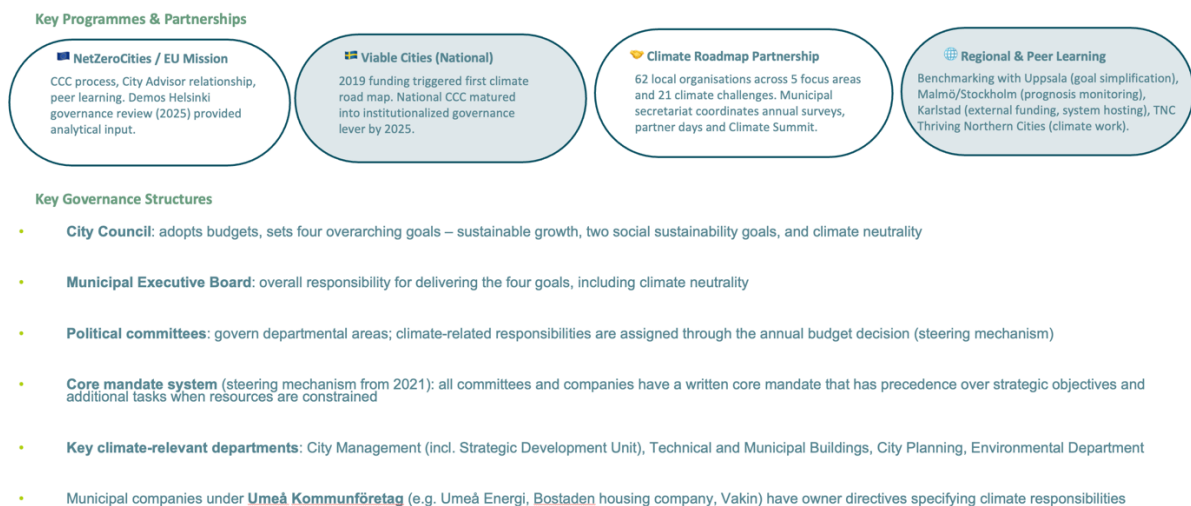 Key Programmes & Partnerships
NetZeroCities / EU Mission
CCC process, City Advisor relationship,
peer learning. Demos Helsinki
governance review (2025) provided
analytical input.
Viable Cities (National)
2019 funding triggered first climate
road map. National CCC matured
into institutionalized governance
lever by 2025.
Climate Roadmap Partnership
62 local organisations across 5 focus areas
and 21 climate challenges. Municipal
secretariat coordinates annual surveys,
partner days and Climate Summit.
Regional & Peer Learning
Benchmarking with Uppsala (goal simplification),
Malmö/Stockholm (prognosis monitoring),
Karlstad (external funding, system hosting), TNC
Thriving Northern Cities (climate work).
Key Governance Structures
• City Council: adopts budgets, sets four overarching goals – sustainable growth, two social sustainability goals, and climate neutrality
• Municipal Executive Board: overall responsibility for delivering the four goals, including climate neutrality
• Political committees: govern departmental areas; climate-related responsibilities are assigned through the annual budget decision (steering mechanism)
• Core mandate system (steering mechanism from 2021): all committees and companies have a written core mandate that has precedence over strategic objectives and
additional tasks when resources are constrained
• Key climate-relevant departments: City Management (incl. Strategic Development Unit), Technical and Municipal Buildings, City Planning, Environmental Department
• Municipal companies under Umeå Kommunföretag (e.g. Umeå Energi, Bostaden housing company, Vakin) have owner directives specifying climate responsibilities